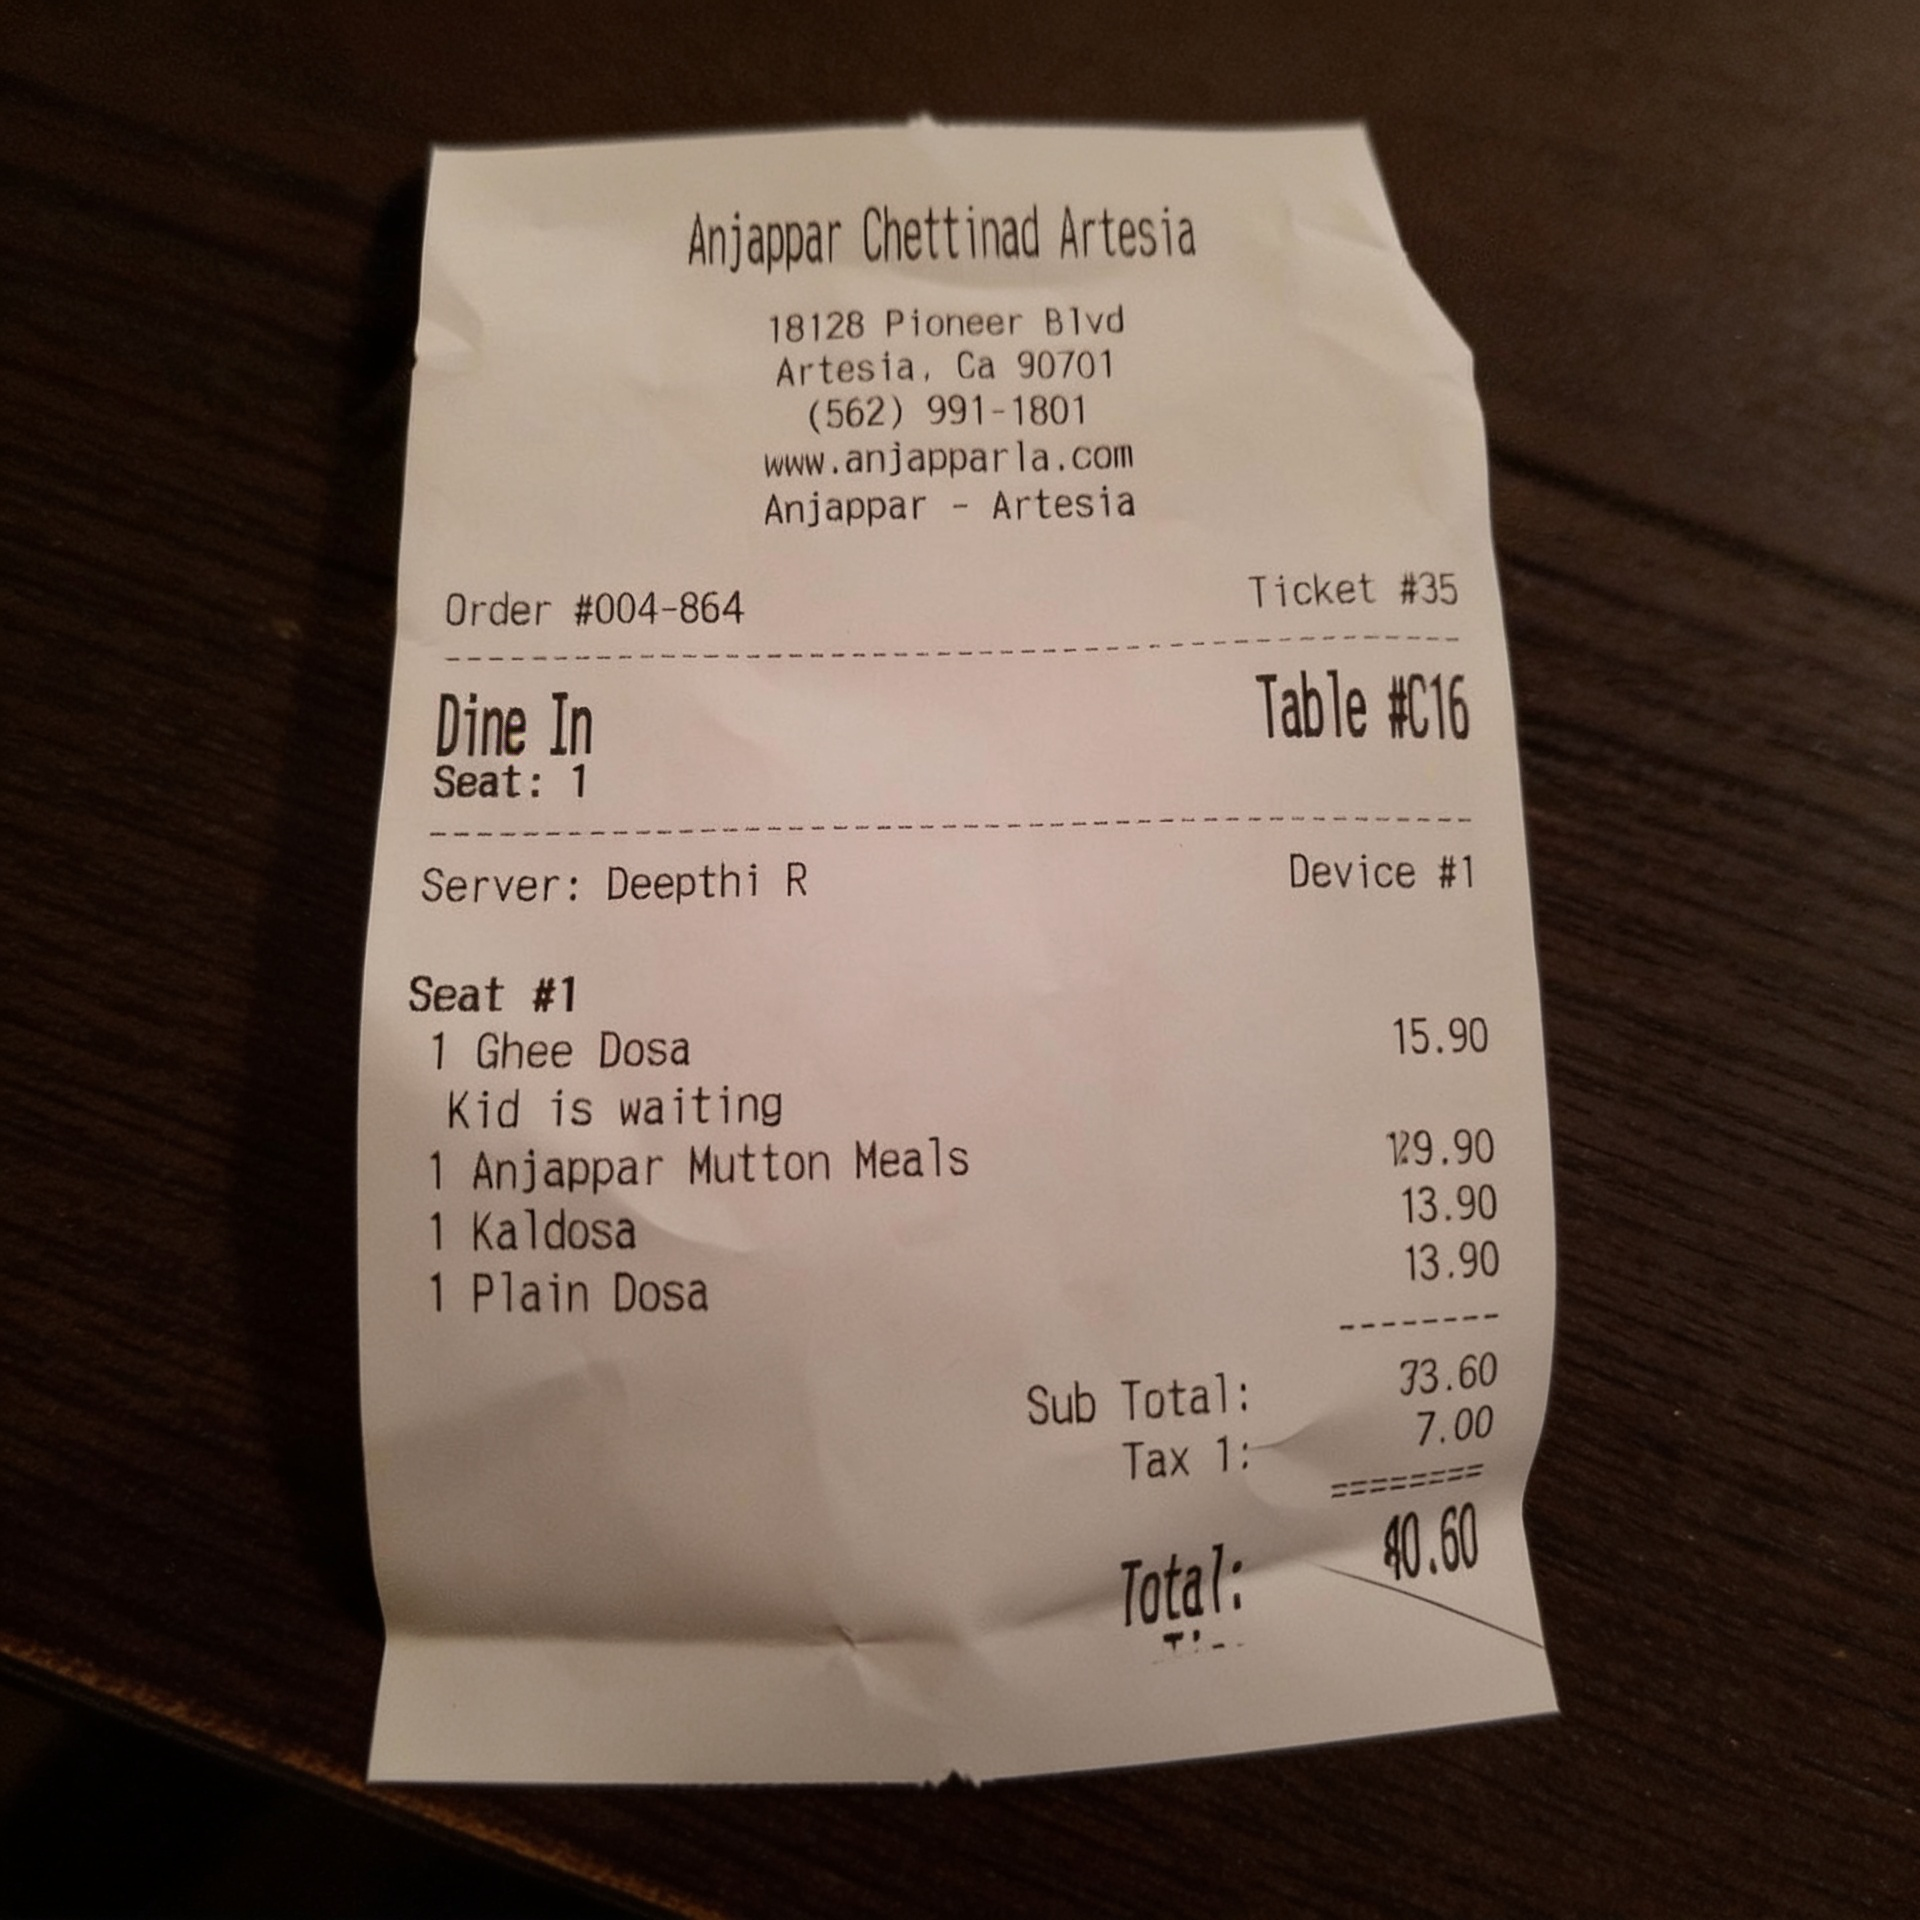 Anjappar Chettinad Artesia
18128 Pioneer Blvd
Artesia, Ca 90701
(562) 991-1801
www.anjapparla.com
Anjappar - Artesia
Order #004-864 Ticket #35
Dine In Table #C16
Seat: 1
Server: Deepthi R Device #1
Seat #1
1 Ghee Dosa 15.90
Kid is waiting
1 Anjappar Mutton Meals
1 Kaldosa 13.90
1 Plain Dosa 13.90
Sub Total:
Tax 1: 7.00
Total: